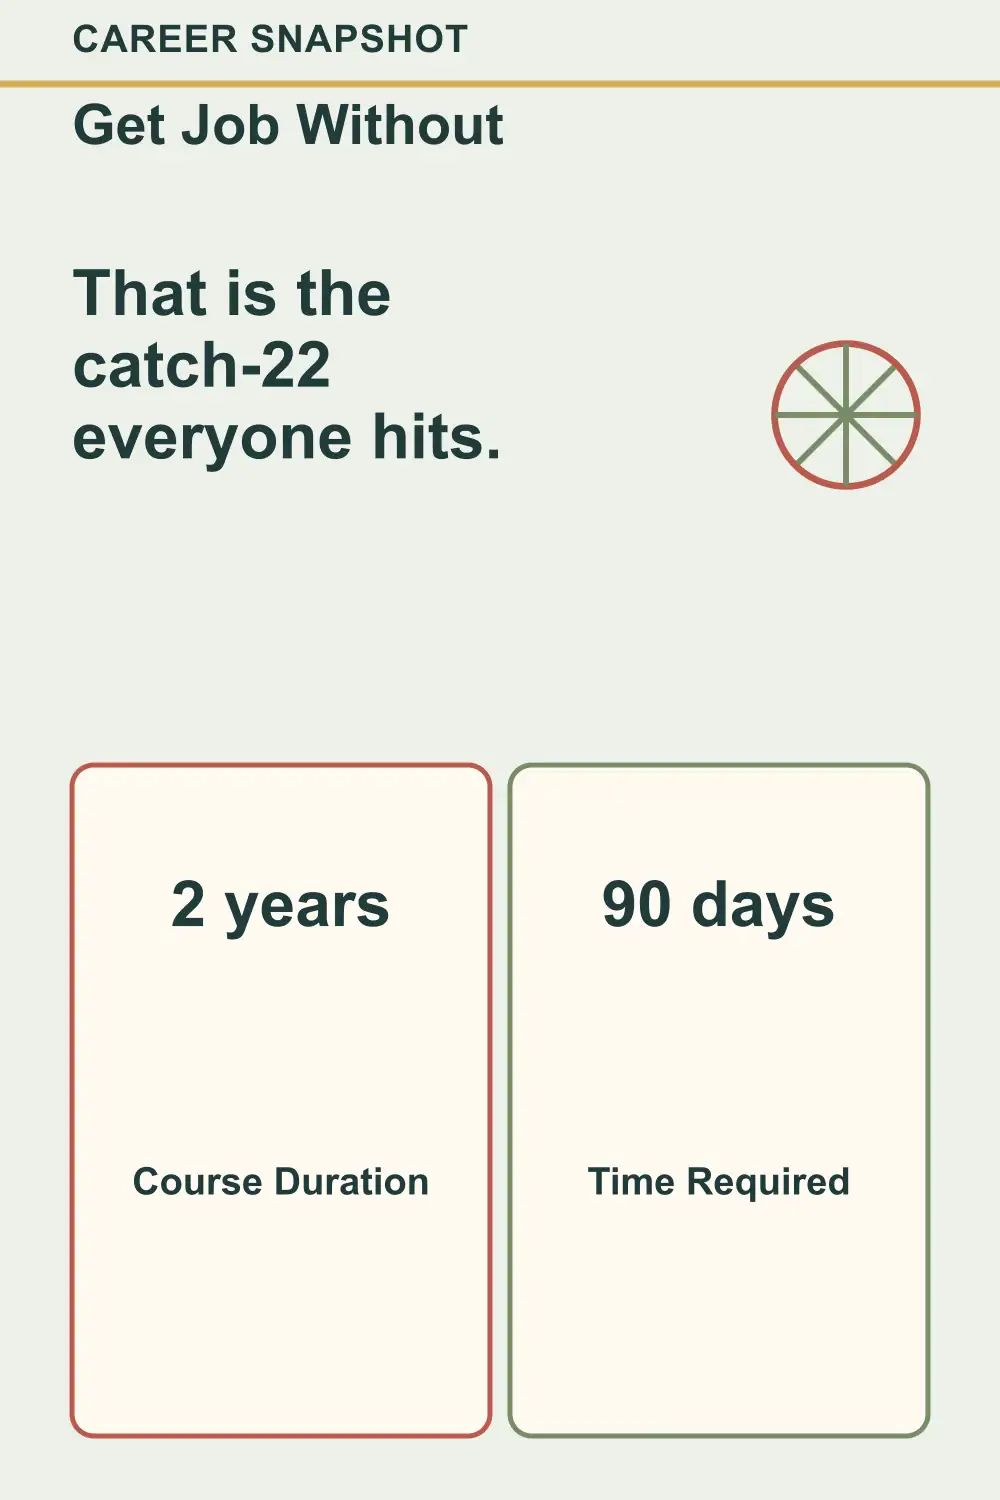 CAREER SNAPSHOT
Get Job Without
That is the
catch-22
everyone hits.
2 years
90 days
Course Duration
Time Required